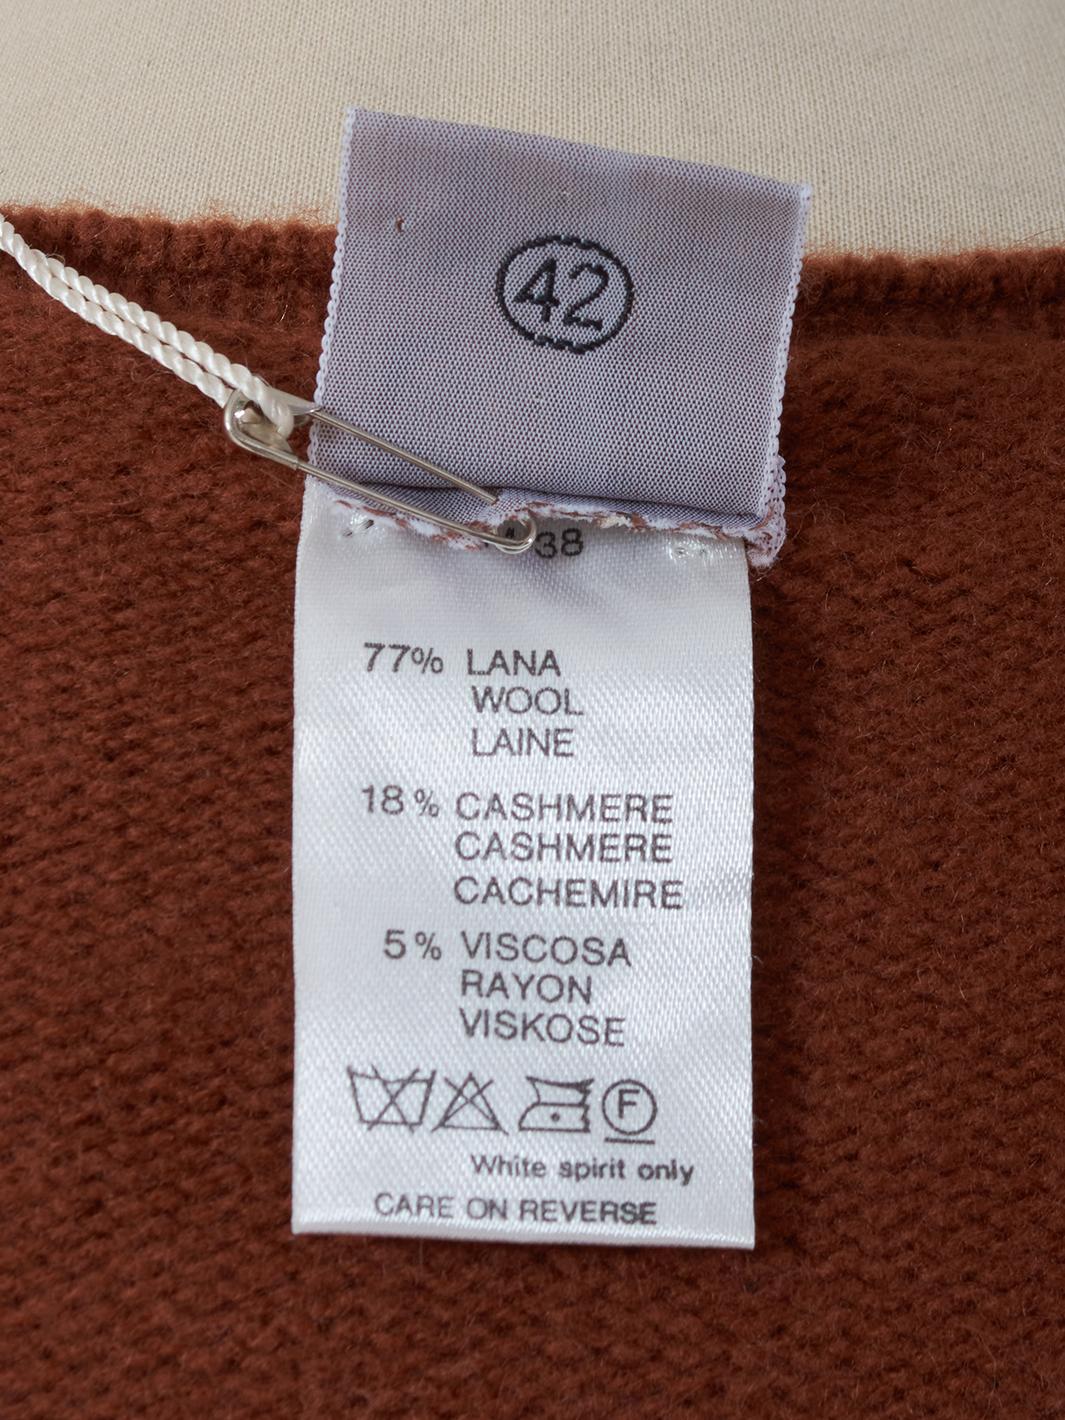 42
38
77% LANA
WOOL
LAINE
18% CASHMERE
CASHMERE
CACHEMIRE
5% VISCOSA
RAYON
VISKOSE
F
White spirit only
CARE ON REVERSE